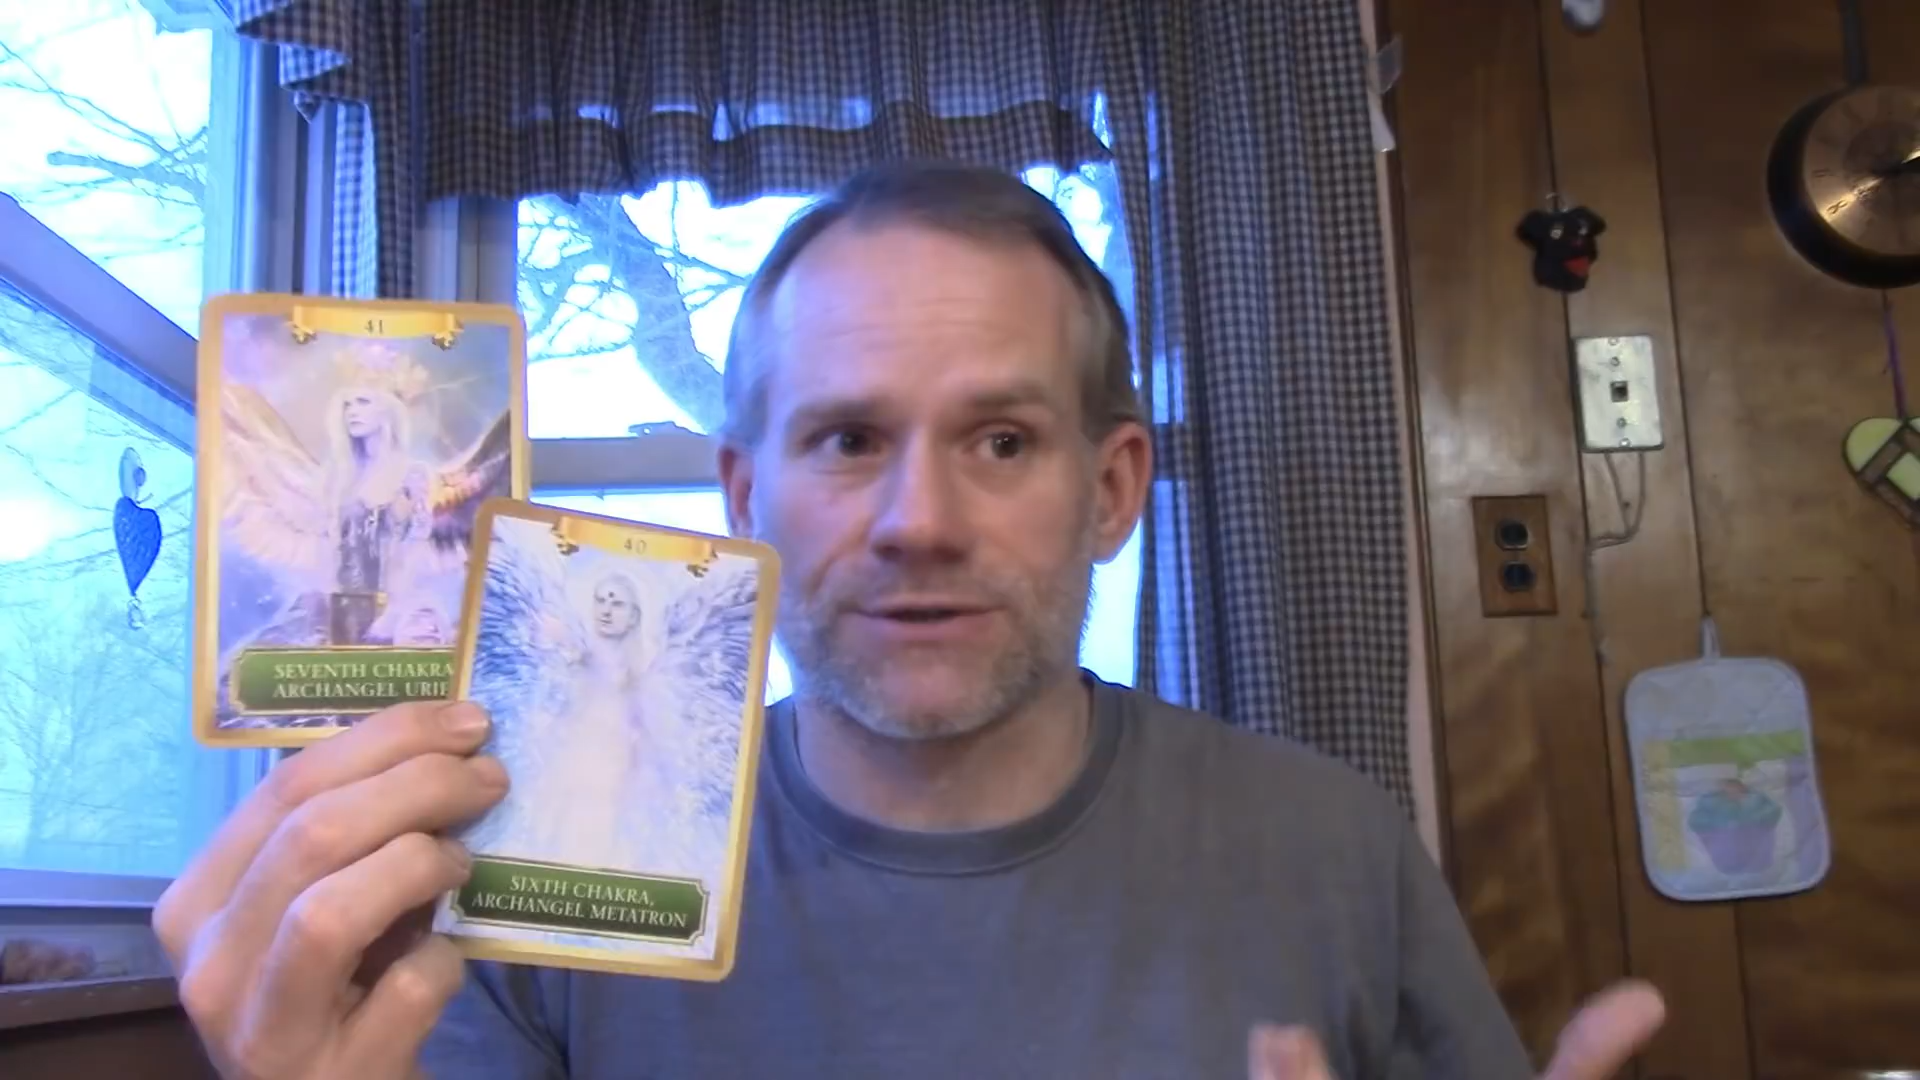 41
SEVENTH CHAKRA
ARCHANGEL
40
SIXTH CHAKRA,
ARCHANGEL METATRON